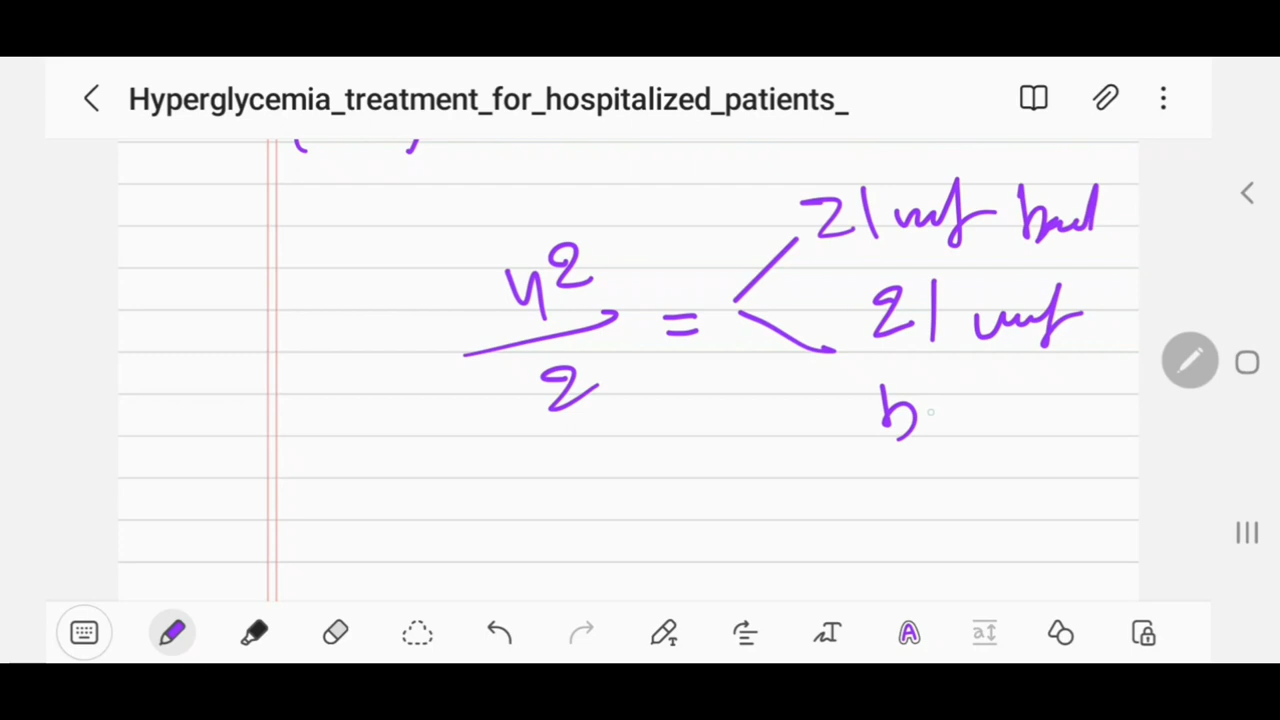 Hyperglycemia_treatment_for_hospitalized_patients_
42
2
=
21 unit basal
21 unit
b